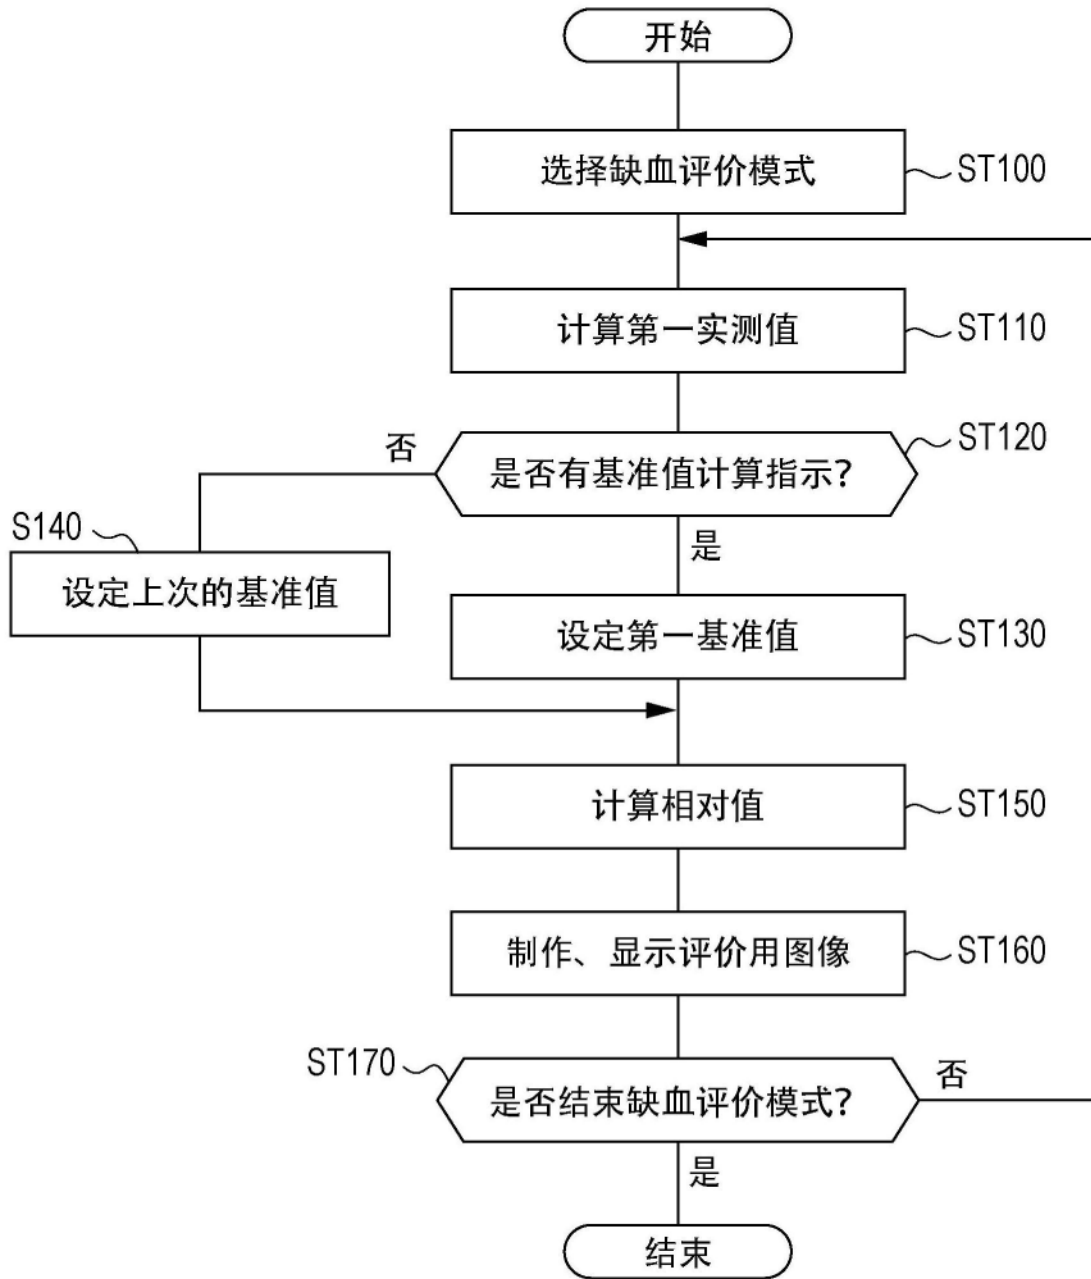 开始
选择缺血评价模式
ST100
计算第一实测值
ST110
是否有基准值计算指示?
ST120
否
是
S140
设定上次的基准值
设定第一基准值
ST130
计算相对值
ST150
制作、显示评价用图像
ST160
ST170
是否结束缺血评价模式?
否
是
结束